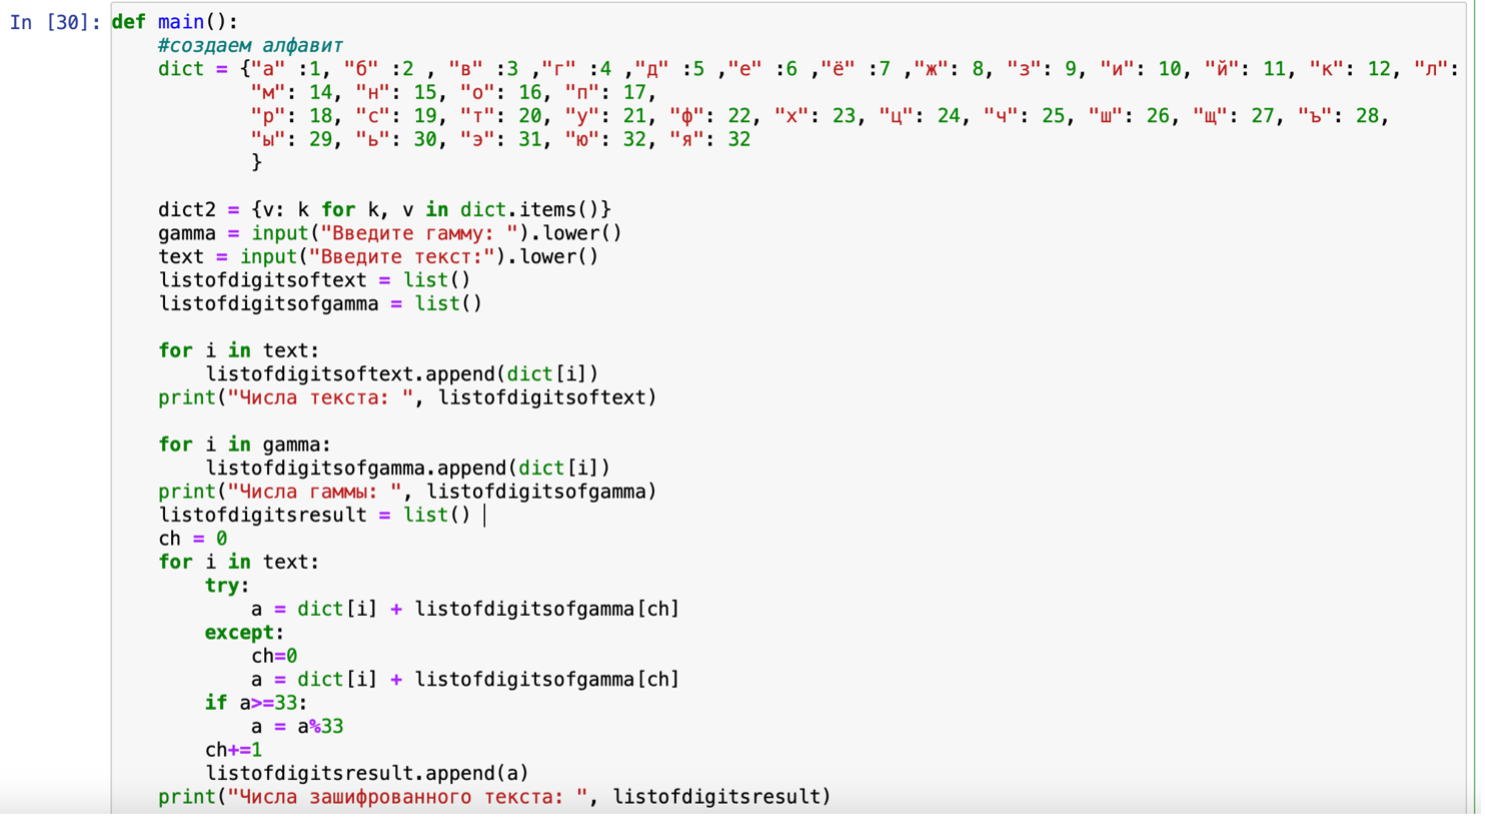 In [30]: def main():
    #создаем алфавит
    dict = {"а" :1, "б" :2 , "в" :3 ,"г" :4 ,"д" :5 ,"е" :6 ,"ё" :7 ,"ж": 8, "з": 9, "и": 10, "й": 11, "к": 12, "л":
            "м": 14, "н": 15, "о": 16, "п": 17,
            "р": 18, "с": 19, "т": 20, "у": 21, "ф": 22, "х": 23, "ц": 24, "ч": 25, "ш": 26, "щ": 27, "ъ": 28,
            "ы": 29, "ь": 30, "э": 31, "ю": 32, "я": 32
            }
    dict2 = {v: k for k, v in dict.items()}
    gamma = input("Введите гамму: ").lower()
    text = input("Введите текст:").lower()
    listofdigitsoftext = list()
    listofdigitsofgamma = list()
    for i in text:
        listofdigitsoftext.append(dict[i])
    print("Числа текста: ", listofdigitsoftext)
    for i in gamma:
        listofdigitsofgamma.append(dict[i])
    print("Числа гаммы: ", listofdigitsofgamma)
    listofdigitsresult = list()
    ch = 0
    for i in text:
        try:
            a = dict[i] + listofdigitsofgamma[ch]
        except:
            ch=0
            a = dict[i] + listofdigitsofgamma[ch]
        if a>=33:
            a = a%33
        ch+=1
        listofdigitsresult.append(a)
    print("Числа зашифрованного текста: ", listofdigitsresult)